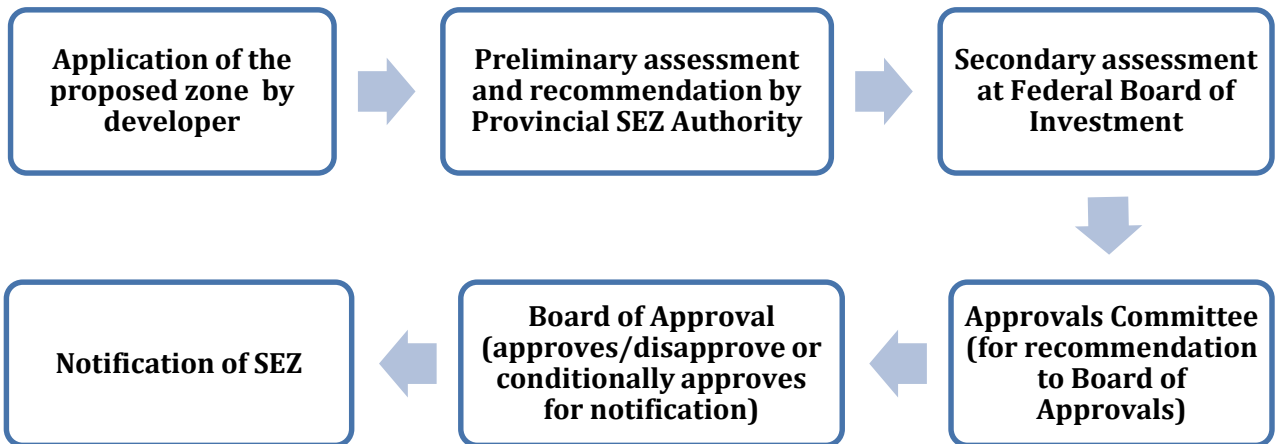 Application of the
proposed zone by
developer
Preliminary assessment
and recommendation by
Provincial SEZ Authority
Secondary assessment
at Federal Board of
Investment
Approvals Committee
(for recommendation
to Board of
Approvals)
Board of Approval
(approves/disapprove or
conditionally approves
for notification)
Notification of SEZ